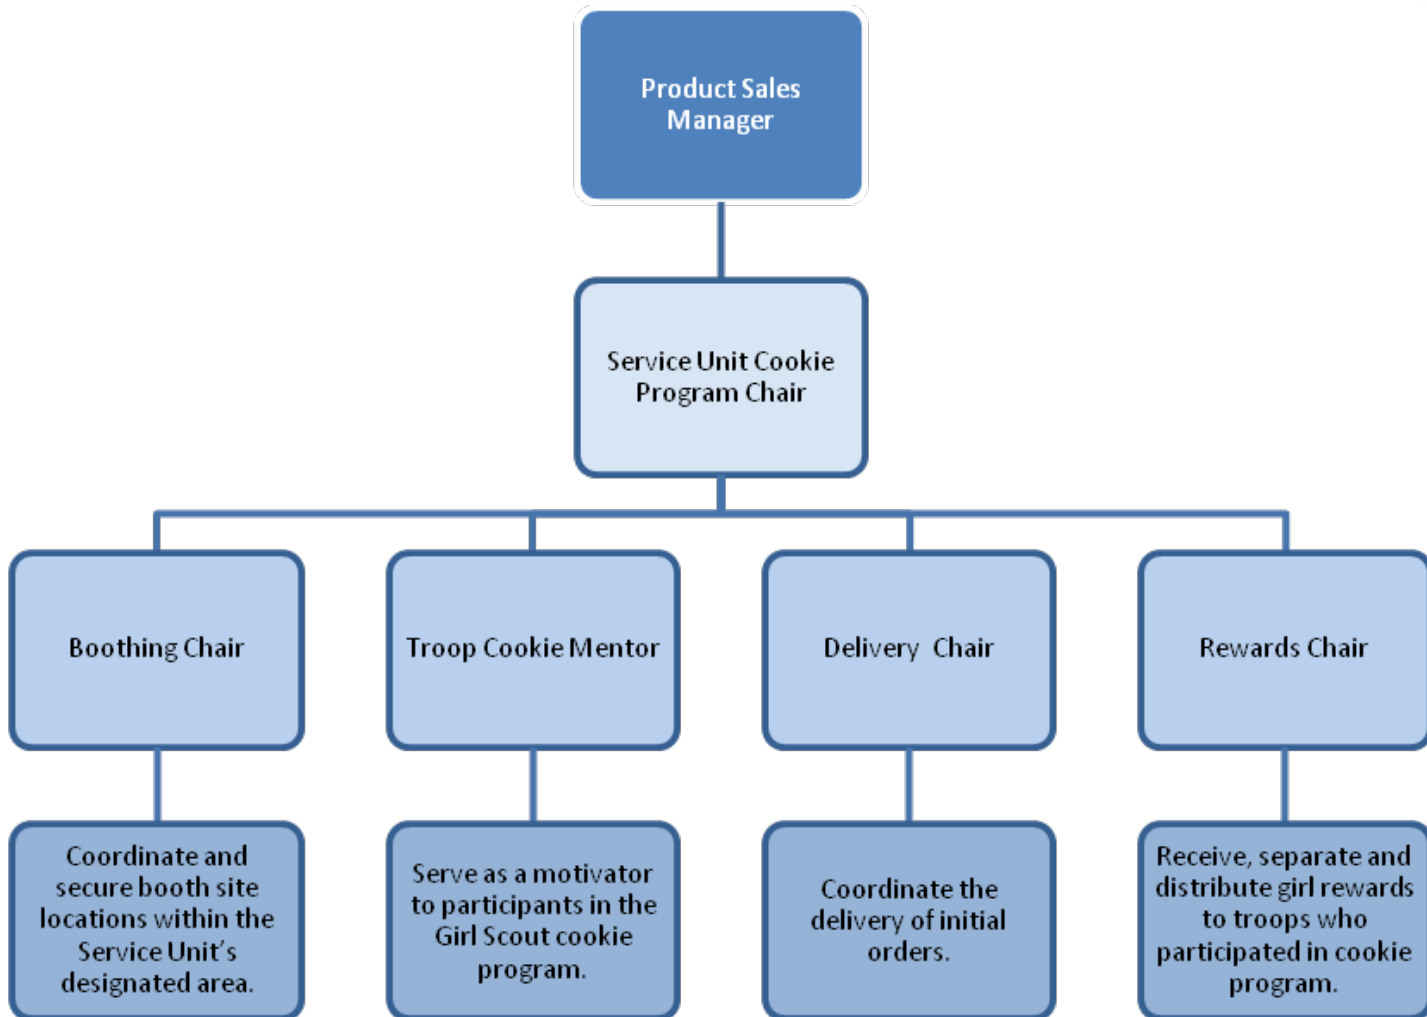 Product Sales
Manager
Service Unit Cookie
Program Chair
Boothing Chair
Troop Cookie Mentor
Delivery Chair
Rewards Chair
Coordinate and
secure booth site
locations within the
Service Unit's
designated area.
Serve as a motivator
to participants in the
Girl Scout cookie
program.
Coordinate the
delivery of initial
orders.
Receive, separate and
distribute girl rewards
to troops who
participated in cookie
program.